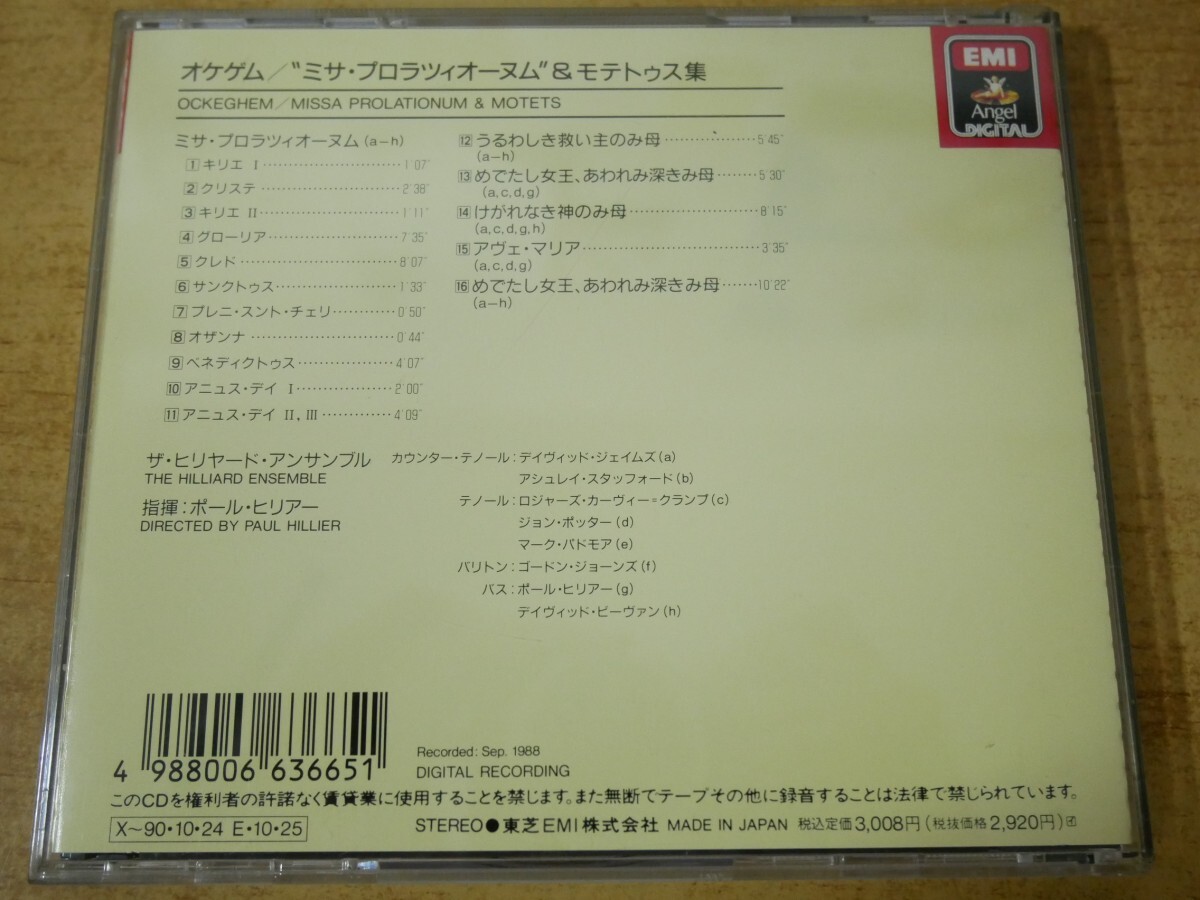 オケゲム/“ミサ・プロラツィオーヌム”&モテトゥス集
OCKEGHEM/MISSA PROLATIONUM & MOTETS
EMI
Angel
DIGITAL
ミサ・プロラツィオーヌム (a-h)
1 キリエ I 1'07"
2 クリステ 2'38"
3 キリエ II 1'11"
4 グローリア 7'35"
5 クレド 8'07"
6 サンクトゥス 1'33"
7 プレニ・スント・チェリ 0'50"
8 オザンナ 0'44"
9 ベネディクトゥス 4'07"
10 アニュス・デイ I 2'00"
11 アニュス・デイ II, III 4'09"
12 うるわしき救い主のみ母 5'45"
(a-h)
13 めでたし女王、あわれみ深きみ母 5'30"
(a,c,d,g)
14 けがれなき神のみ母 8'15"
(a,c,d,g,h)
15 アヴェ・マリア 3'35"
(a,c,d,g)
16 めでたし女王、あわれみ深きみ母 10'22"
(a-h)
ザ・ヒリヤード・アンサンブル
THE HILLIARD ENSEMBLE
指揮:ポール・ヒリアー
DIRECTED BY PAUL HILLIER
カウンター・テノール:デイヴィッド・ジェイムズ(a)
アシュレイ・スタッフォード(b)
テノール:ロジャーズ・カーヴィー=クランプ(c)
ジョン・ポッター(d)
マーク・パドモア(e)
バリトン:ゴードン・ジョーンズ(f)
バス:ポール・ヒリアー(g)
デイヴィッド・ビーヴァン(h)
4 988006 636651
Recorded: Sep. 1988
DIGITAL RECORDING
このCDを権利者の許諾なく賃貸業に使用することを禁じます。また無断でテープその他に録音することは法律で禁じられています。
X〜90・10・24 E・10・25
STEREO●東芝EMI株式会社 MADE IN JAPAN 税込定価3,008円(税抜価格2,920円)